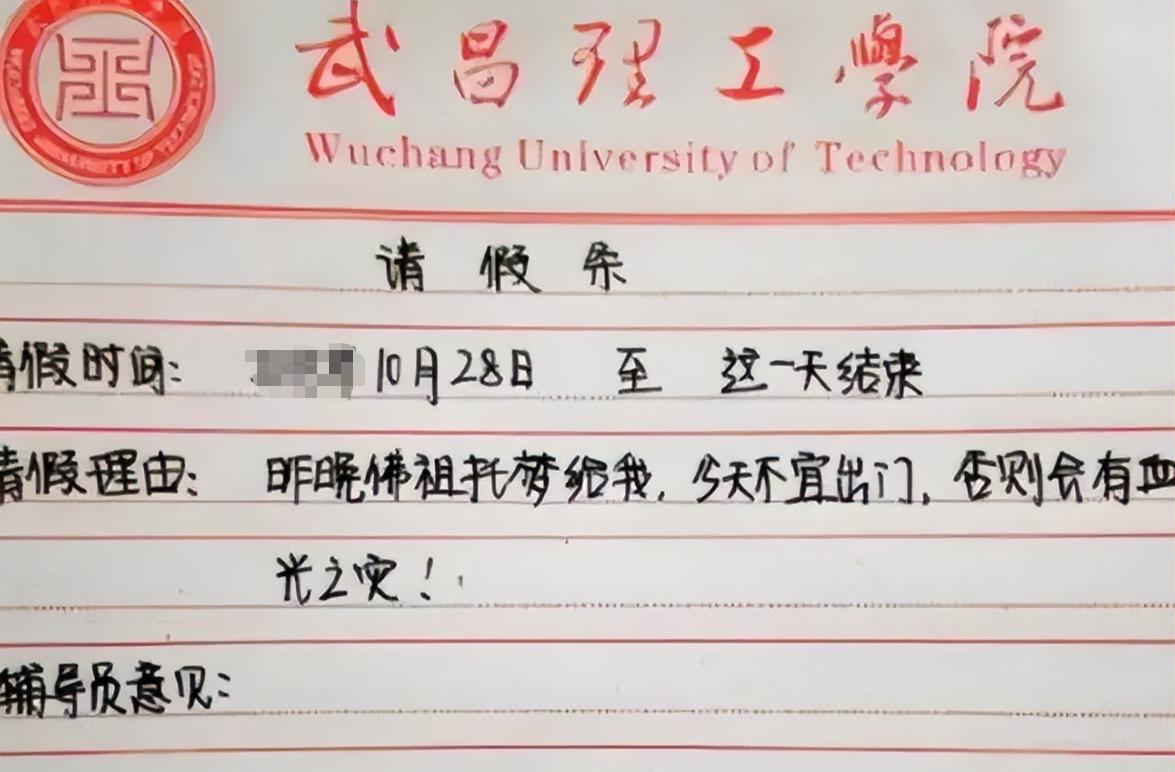 武昌理工學院
Wuchang University of Technology
请假条
请假时间： 10月28日 至 这一天结束
请假理由：昨晚佛祖托梦给我，今天不宜出门，否则会有血
光之灾！
辅导员意见：